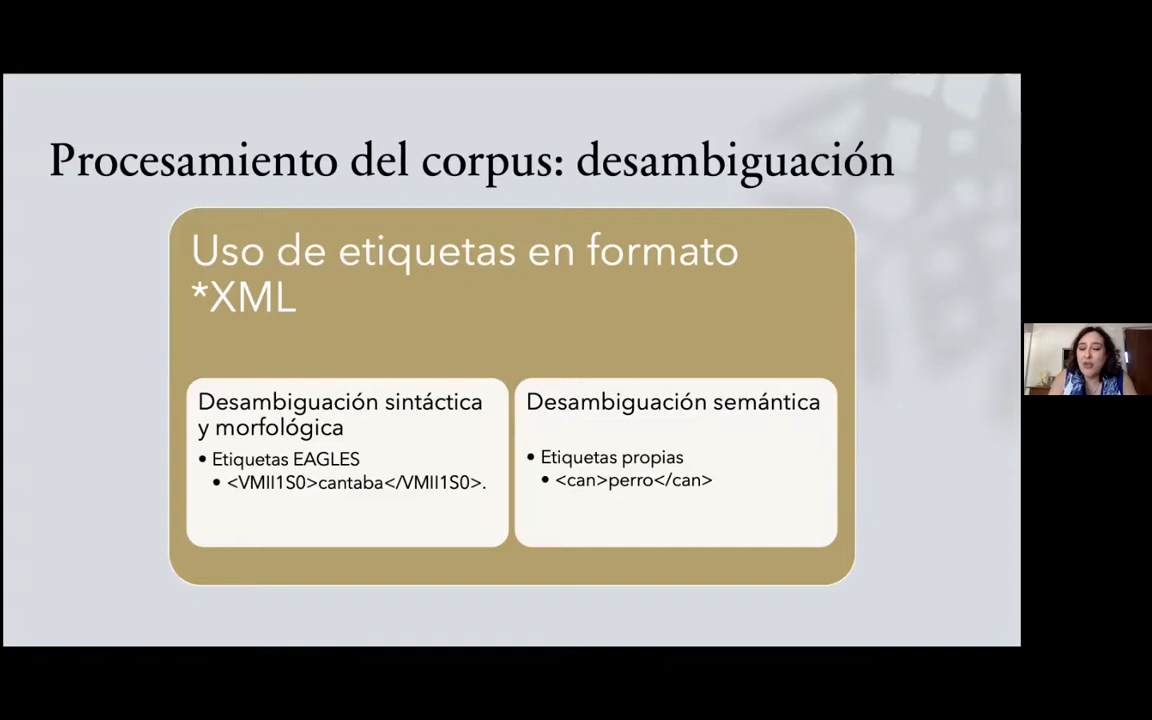 Procesamiento del corpus: desambiguación
Uso de etiquetas en formato
*XML
Desambiguación sintáctica
y morfológica
• Etiquetas EAGLES
• <VMII1S0>cantaba</VMII1S0>.
Desambiguación semántica
• Etiquetas propias
• <can>perro</can>